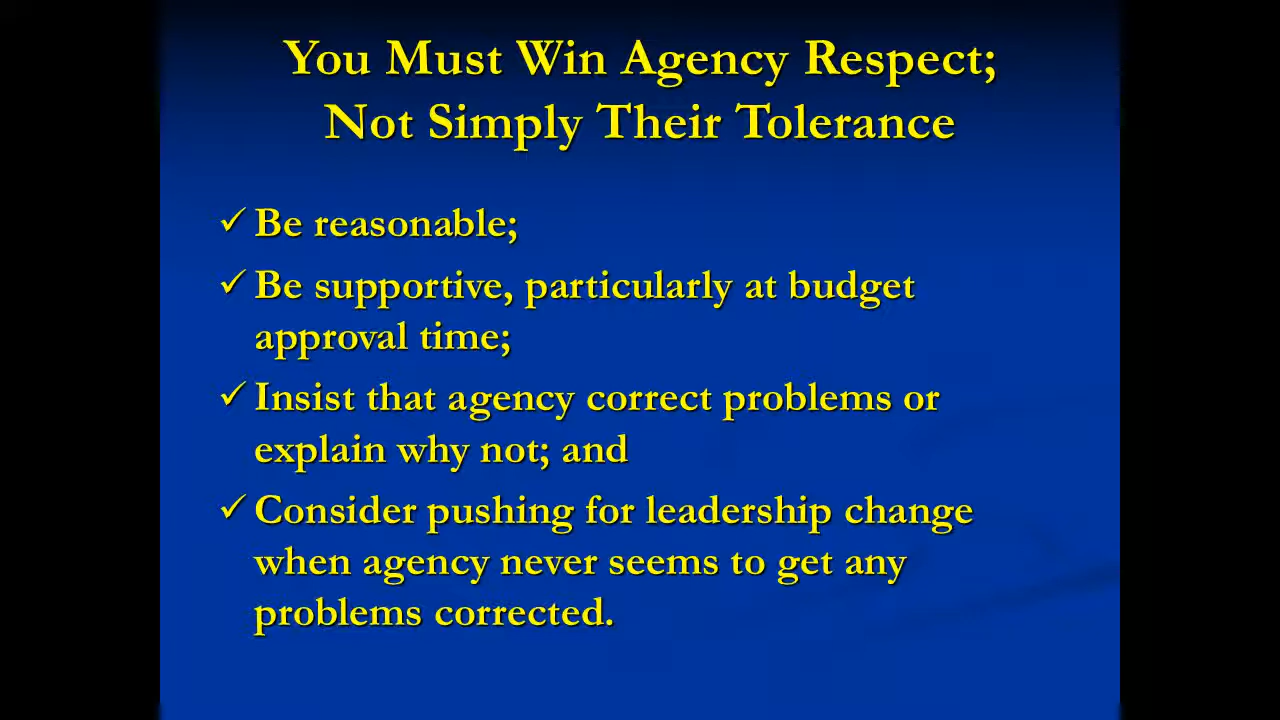 You Must Win Agency Respect;
Not Simply Their Tolerance
✓ Be reasonable;
✓ Be supportive, particularly at budget
approval time;
✓ Insist that agency correct problems or
explain why not; and
✓ Consider pushing for leadership change
when agency never seems to get any
problems corrected.